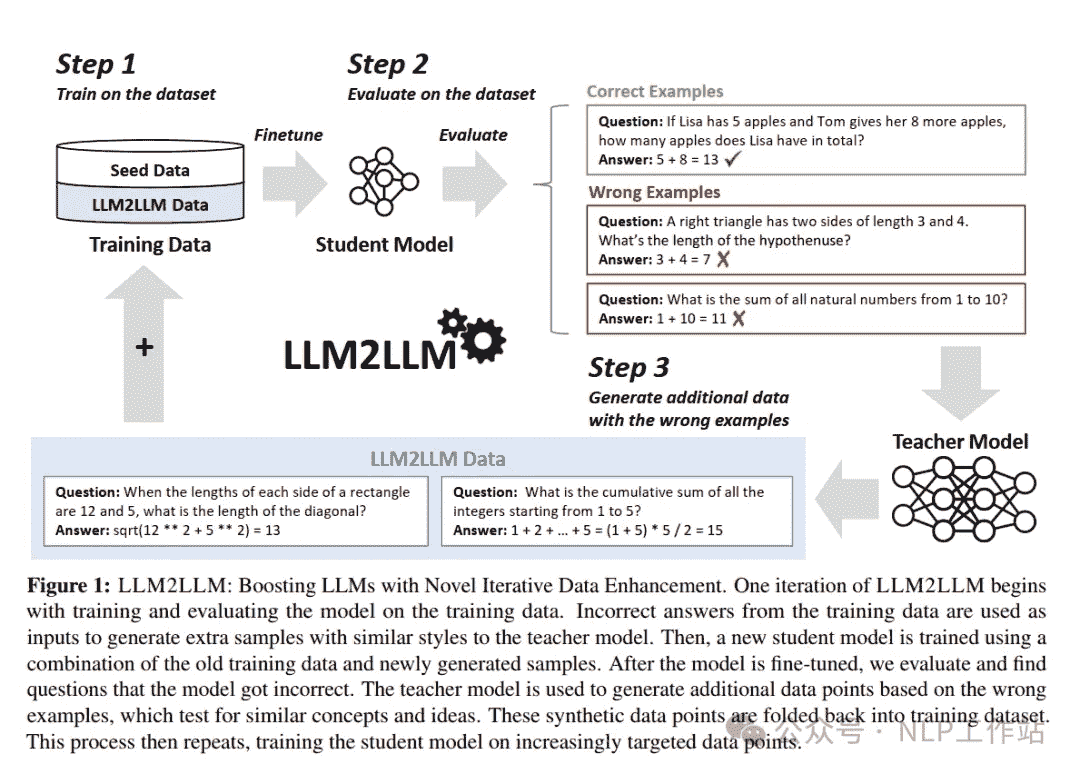 Step 1
Train on the dataset
Step 2
Evaluate on the dataset
Finetune
Evaluate
Seed Data
LLM2LLM Data
Training Data
Student Model
Correct Examples
Question: If Lisa has 5 apples and Tom gives her 8 more apples,
how many apples does Lisa have in total?
Answer: 5 + 8 = 13 ✓
Wrong Examples
Question: A right triangle has two sides of length 3 and 4.
What's the length of the hypothenuse?
Answer: 3 + 4 = 7 ✗
Question: What is the sum of all natural numbers from 1 to 10?
Answer: 1 + 10 = 11 ✗
+
LLM2LLM
Step 3
Generate additional data
with the wrong examples
Teacher Model
LLM2LLM Data
Question: When the lengths of each side of a rectangle
are 12 and 5, what is the length of the diagonal?
Answer: sqrt(12 ** 2 + 5 ** 2) = 13
Question: What is the cumulative sum of all the
integers starting from 1 to 5?
Answer: 1 + 2 + ... + 5 = (1 + 5) * 5 / 2 = 15
Figure 1: LLM2LLM: Boosting LLMs with Novel Iterative Data Enhancement. One iteration of LLM2LLM begins
with training and evaluating the model on the training data. Incorrect answers from the training data are used as
inputs to generate extra samples with similar styles to the teacher model. Then, a new student model is trained using a
combination of the old training data and newly generated samples. After the model is fine-tuned, we evaluate and find
questions that the model got incorrect. The teacher model is used to generate additional data points based on the wrong
examples, which test for similar concepts and ideas. These synthetic data points are folded back into training dataset.
This process then repeats, training the student model on increasingly targeted data points.
公众号 · NLP工作站